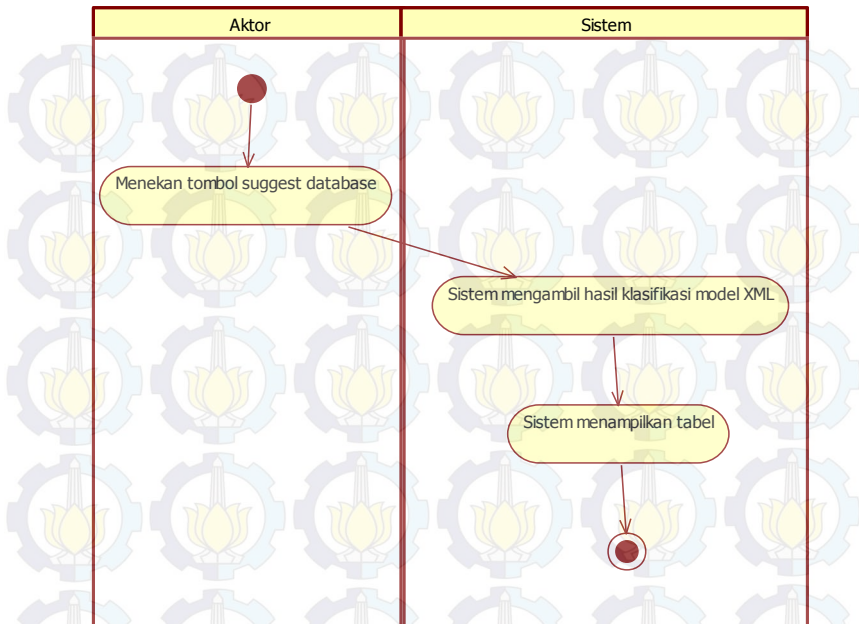 Aktor
Sistem
Menekan tombol suggest database
Sistem mengambil hasil klasifikasi model XML
Sistem menampilkan tabel